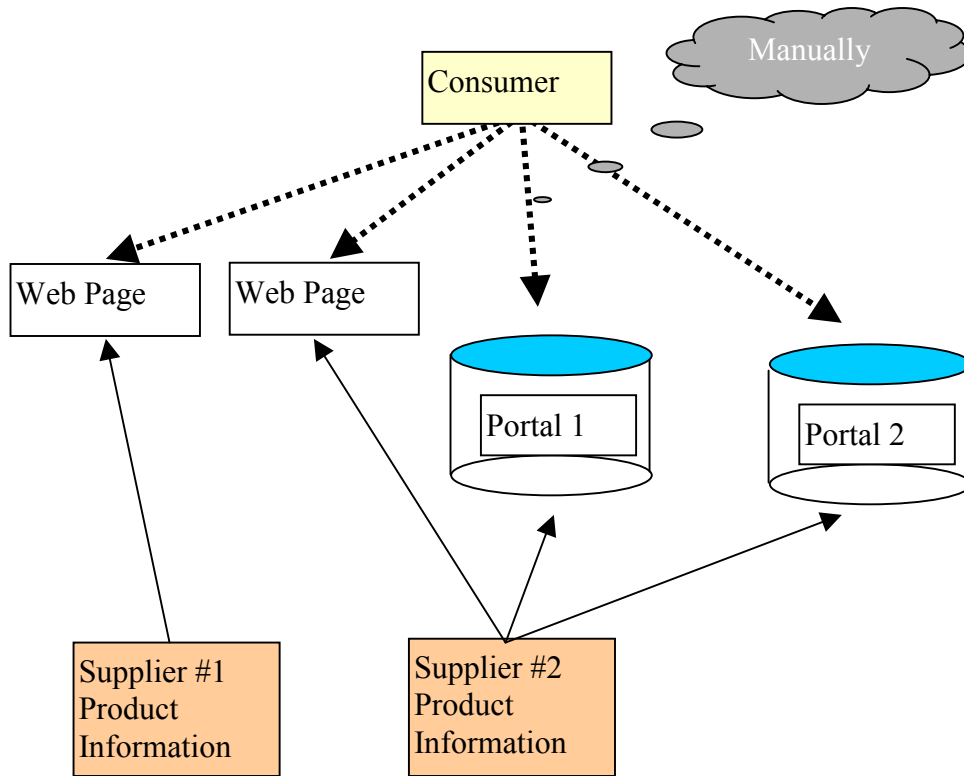 Manually
Consumer
Web Page
Web Page
Portal 1
Portal 2
Supplier #1
Product
Information
Supplier #2
Product
Information